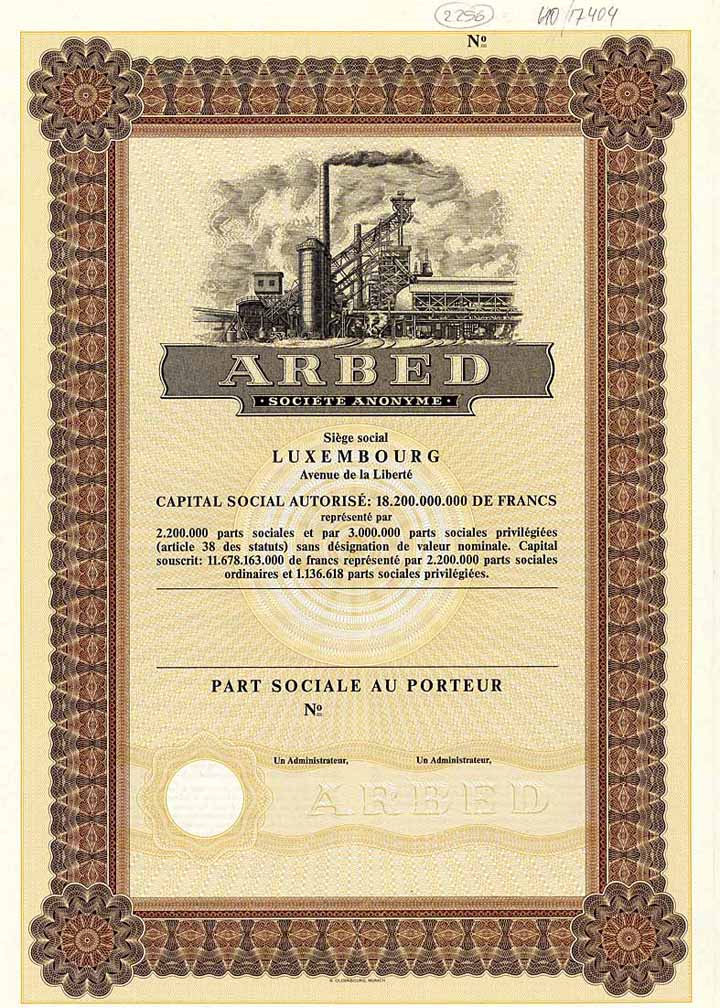 2256 40/17404
Nº
ARBED
· SOCIÉTÉ ANONYME ·
Siège social
LUXEMBOURG
Avenue de la Liberté
CAPITAL SOCIAL AUTORISÉ: 18.200.000.000 DE FRANCS
représenté par
2.200.000 parts sociales et par 3.000.000 parts sociales privilégiées
(article 38 des statuts) sans désignation de valeur nominale. Capital
souscrit: 11.678.163.000 de francs représenté par 2.200.000 parts sociales
ordinaires et 1.136.618 parts sociales privilégiées.
PART SOCIALE AU PORTEUR
Nº
Un Administrateur, Un Administrateur,
ARBED
R. OLDENBOURG, MUNICH